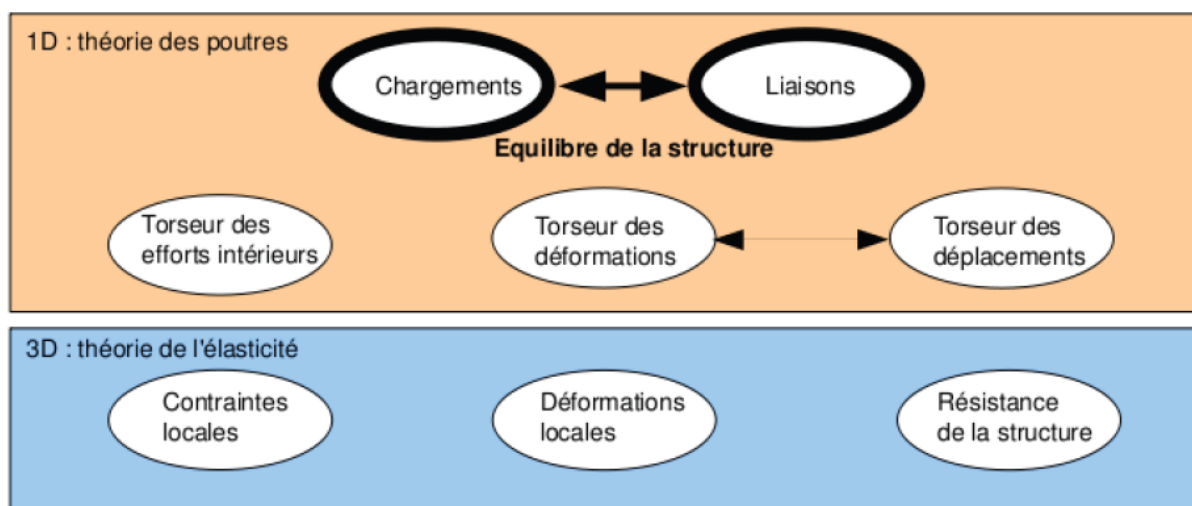 1D : théorie des poutres
Chargements
Liaisons
Equilibre de la structure
Torseur des
efforts intérieurs
Torseur des
déformations
Torseur des
déplacements
3D : théorie de l'élasticité
Contraintes
locales
Déformations
locales
Résistance
de la structure